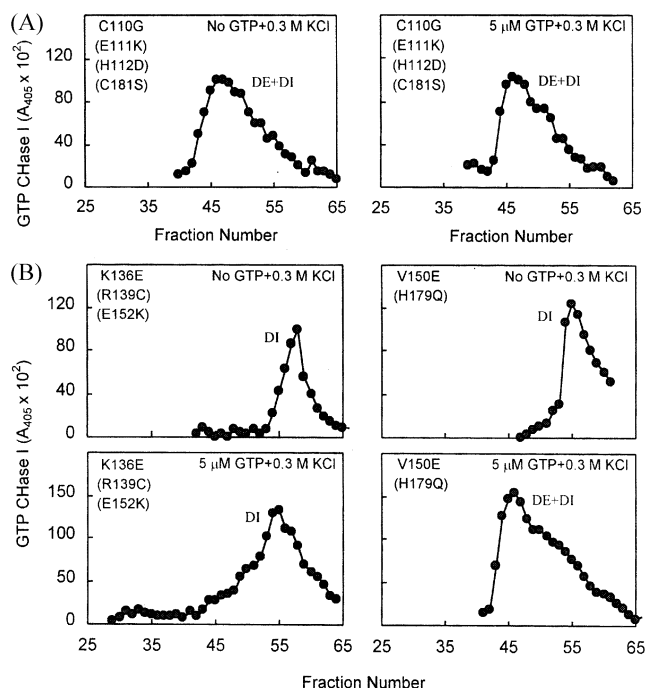 (A)
C110G No GTP+0.3 M KCl
(E111K)
(H112D)
(C181S)
DE+DI
C110G 5 μM GTP+0.3 M KCl
(E111K)
(H112D)
(C181S)
DE+DI
GTP CHase I (A405 x 10²)
120
80
40
0
25 35 45 55 65
25 35 45 55 65
Fraction Number
Fraction Number
(B)
K136E No GTP+0.3 M KCl
(R139C)
(E152K)
DI
V150E No GTP+0.3 M KCl
(H179Q)
DI
120
80
40
0
GTP CHase I (A405 x 10²)
K136E 5 μM GTP+0.3 M KCl
(R139C)
(E152K)
DI
V150E 5 μM GTP+0.3 M KCl
(H179Q)
DE+DI
150
100
50
0
25 35 45 55 65
25 35 45 55 65
Fraction Number